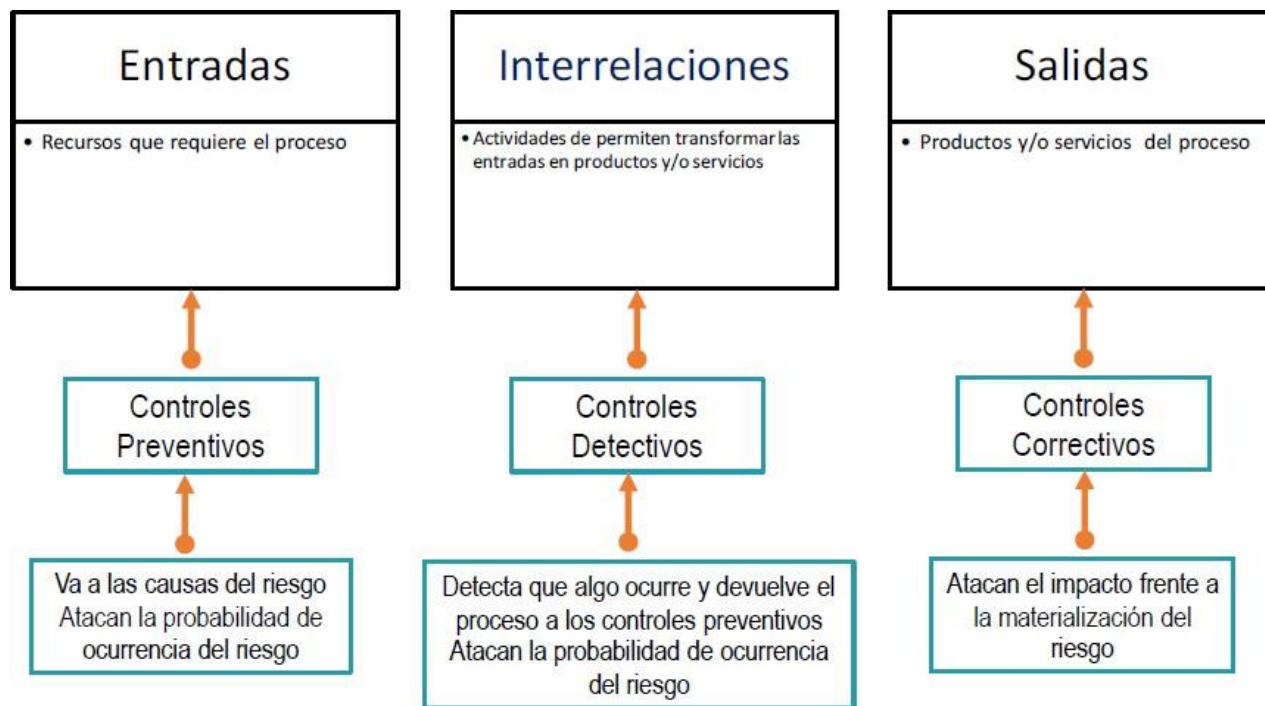 Entradas
• Recursos que requiere el proceso
Interrelaciones
• Actividades de permiten transformar las
entradas en productos y/o servicios
Salidas
• Productos y/o servicios del proceso
Controles
Preventivos
Controles
Detectivos
Controles
Correctivos
Va a las causas del riesgo
Atacan la probabilidad de
ocurrencia del riesgo
Detecta que algo ocurre y devuelve el
proceso a los controles preventivos
Atacan la probabilidad de ocurrencia
del riesgo
Atacan el impacto frente a
la materialización del
riesgo